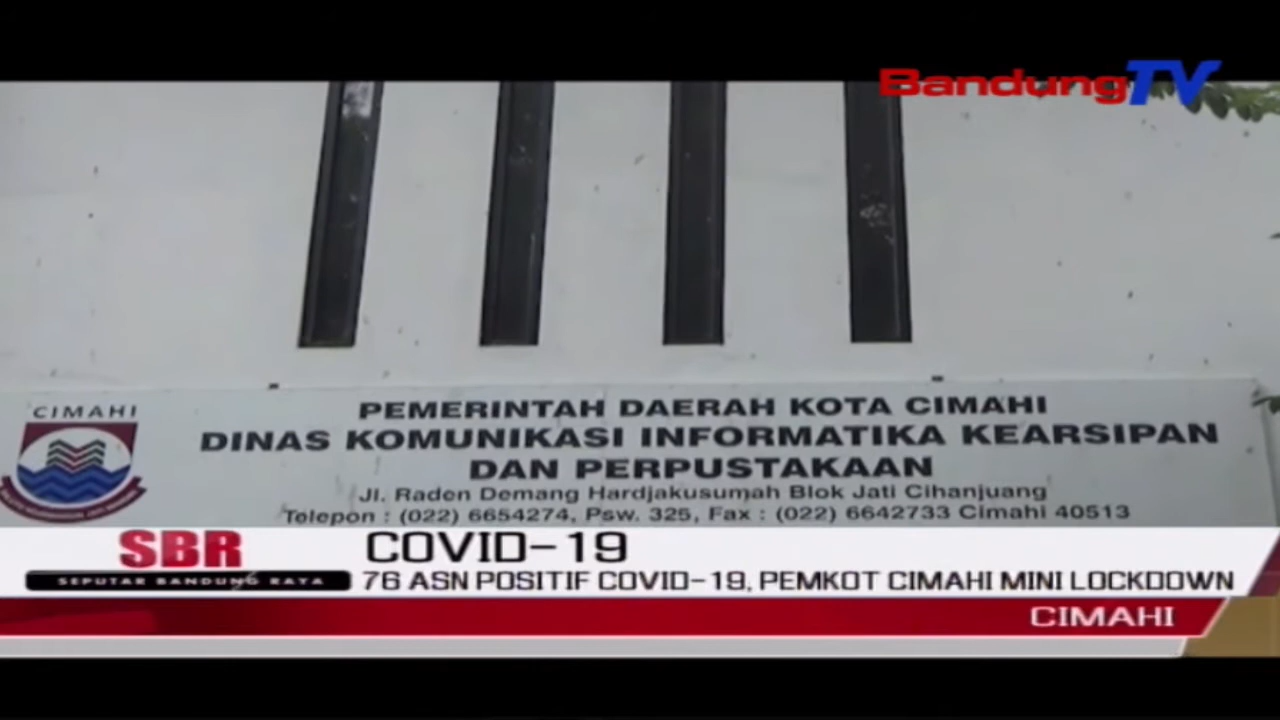 BandungTV
CIMAHI
PEMERINTAH DAERAH KOTA CIMAHI
DINAS KOMUNIKASI INFORMATIKA KEARSIPAN
DAN PERPUSTAKAAN
Jl. Raden Demang Hardjakusumah Blok Jati Cihanjuang
Telepon : (022) 6654274, Psw. 325, Fax : (022) 6642733 Cimahi 40513
SBR
SEPUTAR BANDUNG RAYA
COVID-19
76 ASN POSITIF COVID-19, PEMKOT CIMAHI MINI LOCKDOWN
CIMAHI